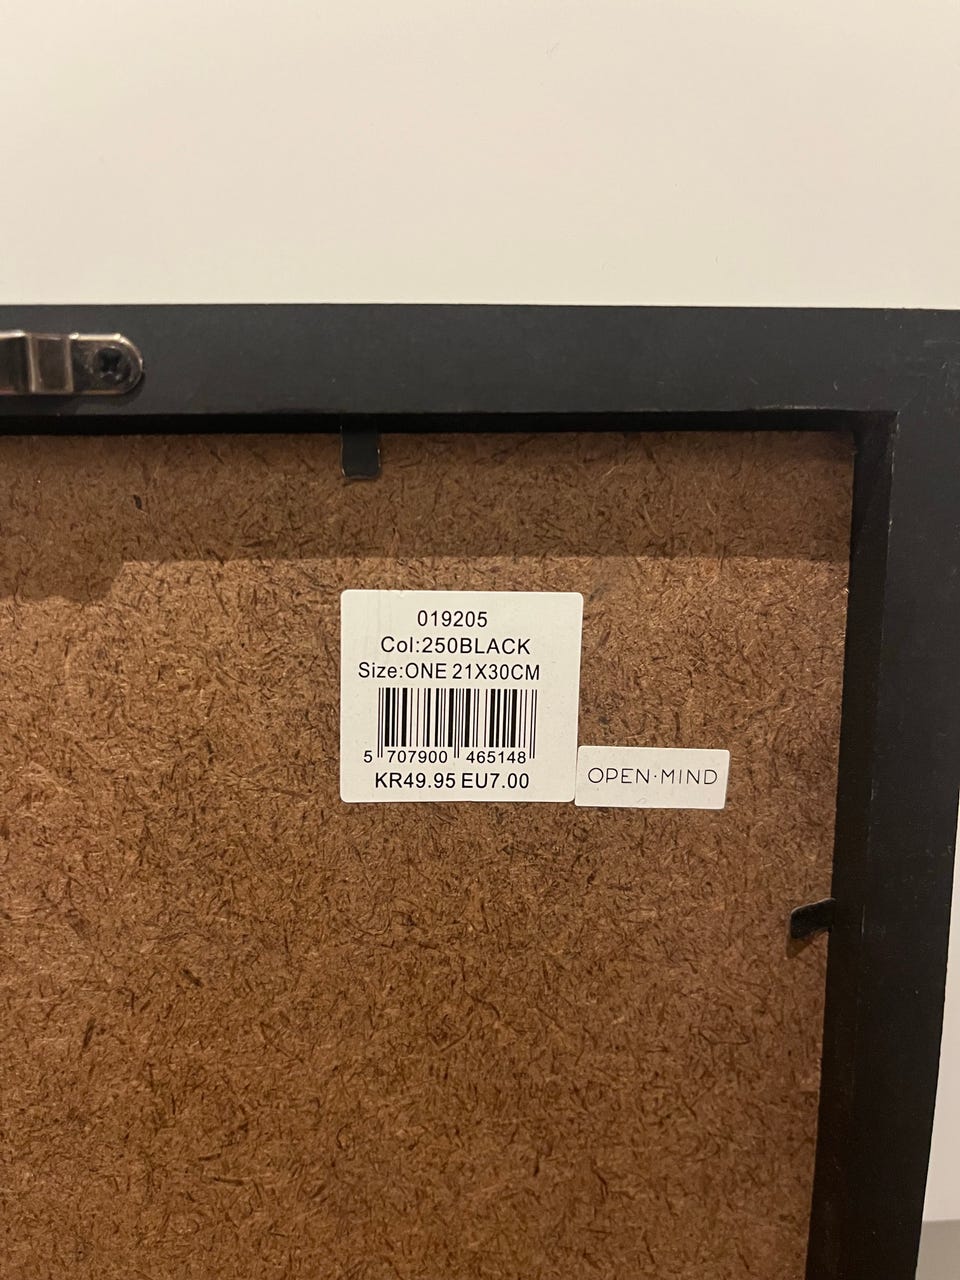 019205
Col:250BLACK
Size:ONE 21X30CM
5 707900 465148
KR49.95 EU7.00
OPEN·MIND